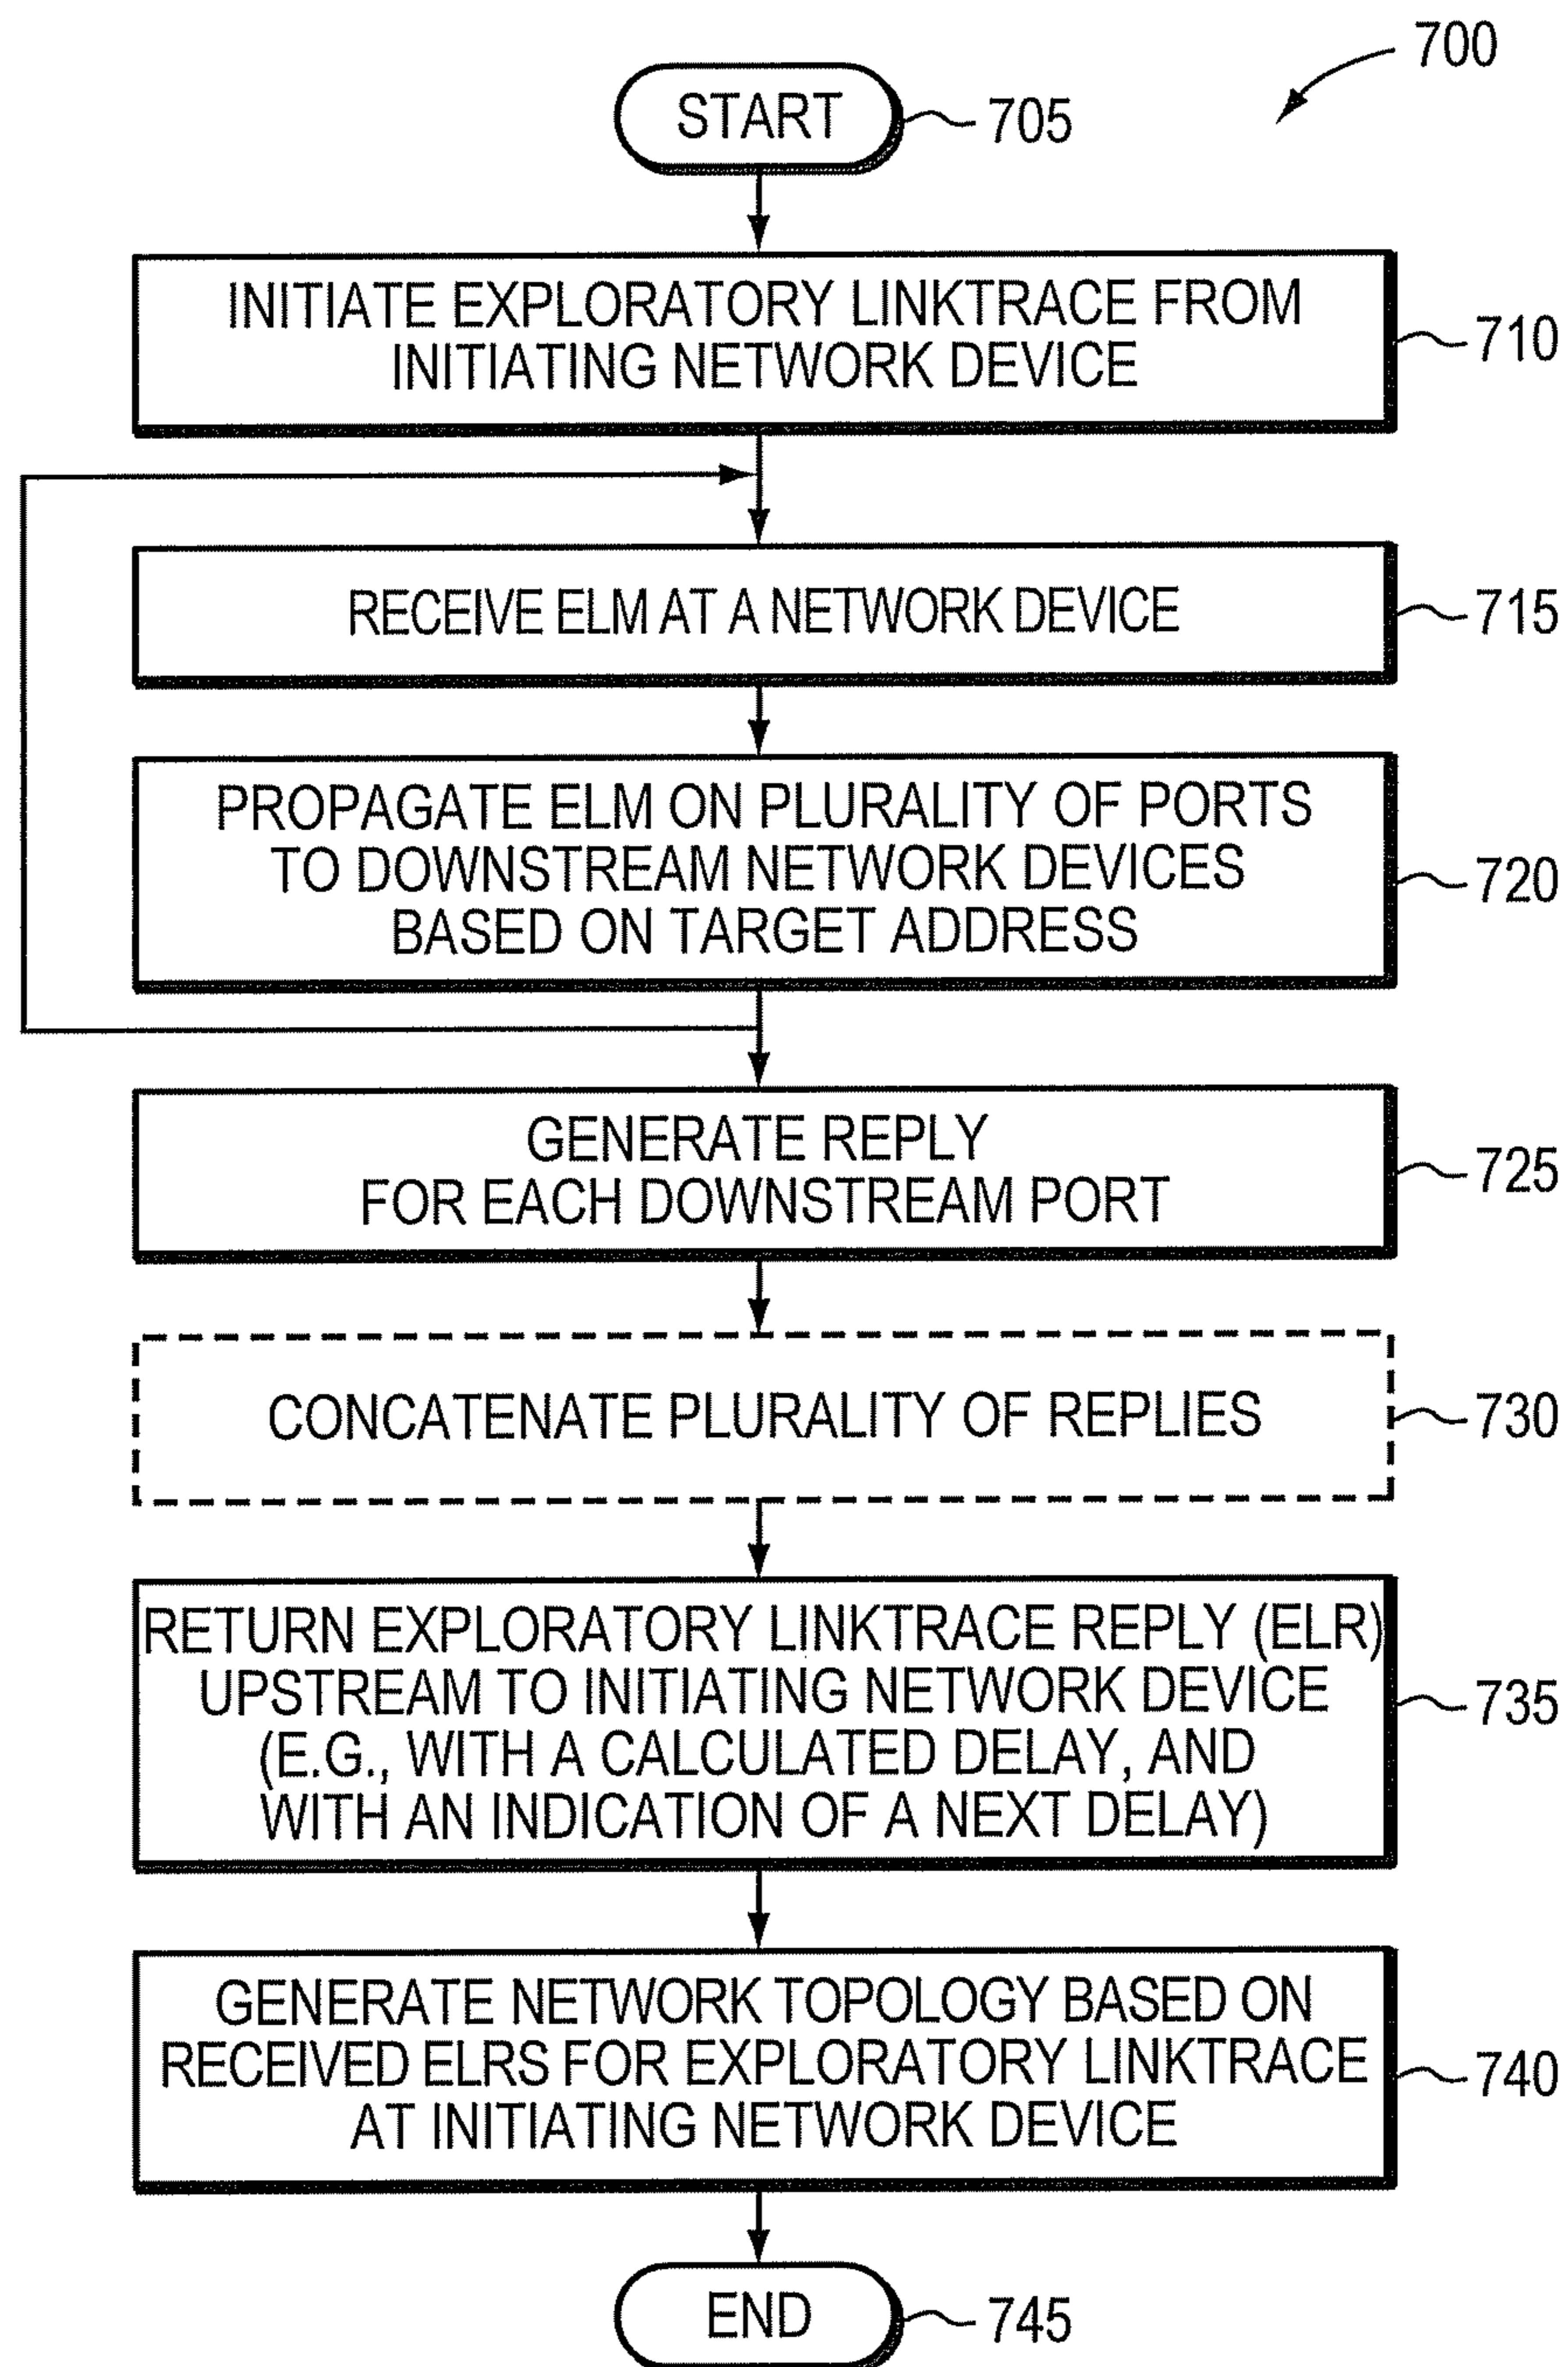 700
START
705
INITIATE EXPLORATORY LINKTRACE FROM
INITIATING NETWORK DEVICE
710
RECEIVE ELM AT A NETWORK DEVICE
715
PROPAGATE ELM ON PLURALITY OF PORTS
TO DOWNSTREAM NETWORK DEVICES
BASED ON TARGET ADDRESS
720
GENERATE REPLY
FOR EACH DOWNSTREAM PORT
725
CONCATENATE PLURALITY OF REPLIES
730
RETURN EXPLORATORY LINKTRACE REPLY (ELR)
UPSTREAM TO INITIATING NETWORK DEVICE
(E.G., WITH A CALCULATED DELAY, AND
WITH AN INDICATION OF A NEXT DELAY)
735
GENERATE NETWORK TOPOLOGY BASED ON
RECEIVED ELRS FOR EXPLORATORY LINKTRACE
AT INITIATING NETWORK DEVICE
740
END
745